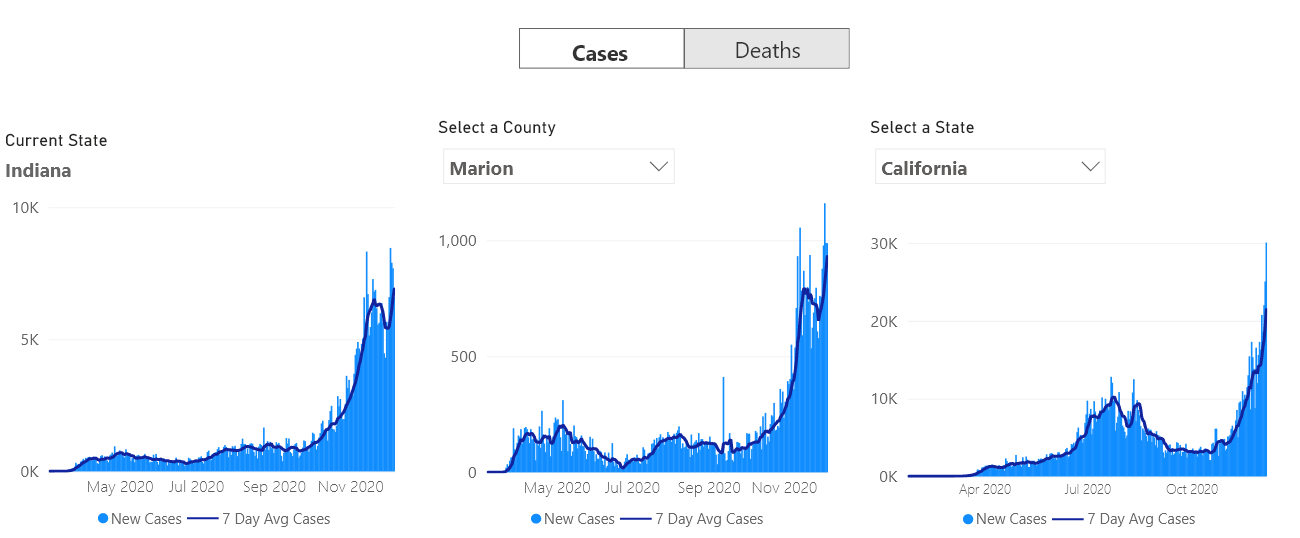 Cases Deaths
Current State
Indiana
10K
5K
0K
May 2020 Jul 2020 Sep 2020 Nov 2020
New Cases 7 Day Avg Cases
Select a County
Marion
1,000
500
0
May 2020 Jul 2020 Sep 2020 Nov 2020
New Cases 7 Day Avg Cases
Select a State
California
30K
20K
10K
0K
Apr 2020 Jul 2020 Oct 2020
New Cases 7 Day Avg Cases